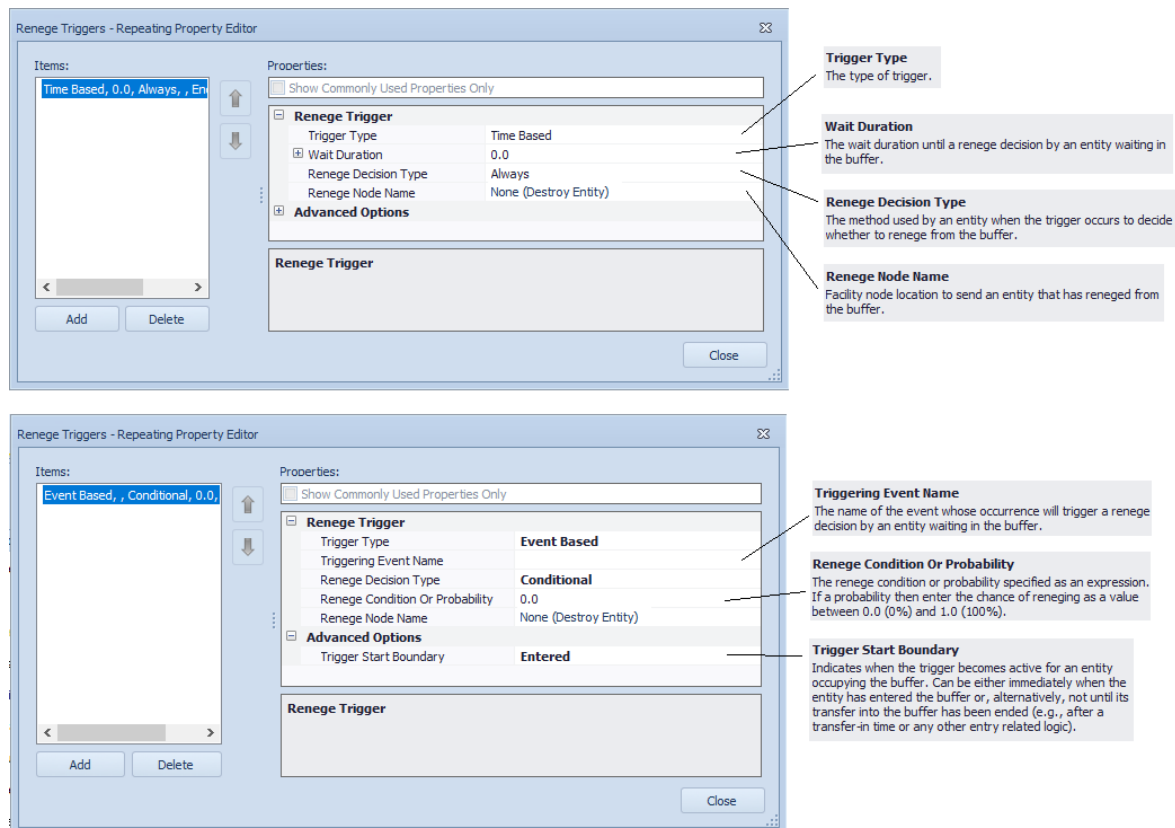 Renege Triggers - Repeating Property Editor
Items:
Time Based, 0.0, Always, , En
Add
Delete
Properties:
Show Commonly Used Properties Only
Renege Trigger
Trigger Type Time Based
Wait Duration 0.0
Renege Decision Type Always
Renege Node Name None (Destroy Entity)
Advanced Options
Renege Trigger
Close
Trigger Type
The type of trigger.
Wait Duration
The wait duration until a renege decision by an entity waiting in
the buffer.
Renege Decision Type
The method used by an entity when the trigger occurs to decide
whether to renege from the buffer.
Renege Node Name
Facility node location to send an entity that has reneged from
the buffer.
Renege Triggers - Repeating Property Editor
Items:
Event Based, , Conditional, 0.0,
Add
Delete
Properties:
Show Commonly Used Properties Only
Renege Trigger
Trigger Type Event Based
Triggering Event Name
Renege Decision Type Conditional
Renege Condition Or Probability 0.0
Renege Node Name None (Destroy Entity)
Advanced Options
Trigger Start Boundary Entered
Renege Trigger
Close
Triggering Event Name
The name of the event whose occurrence will trigger a renege
decision by an entity waiting in the buffer.
Renege Condition Or Probability
The renege condition or probability specified as an expression.
If a probability then enter the chance of reneging as a value
between 0.0 (0%) and 1.0 (100%).
Trigger Start Boundary
Indicates when the trigger becomes active for an entity
occupying the buffer. Can be either immediately when the
entity has entered the buffer or, alternatively, not until its
transfer into the buffer has been ended (e.g., after a
transfer-in time or any other entry related logic).